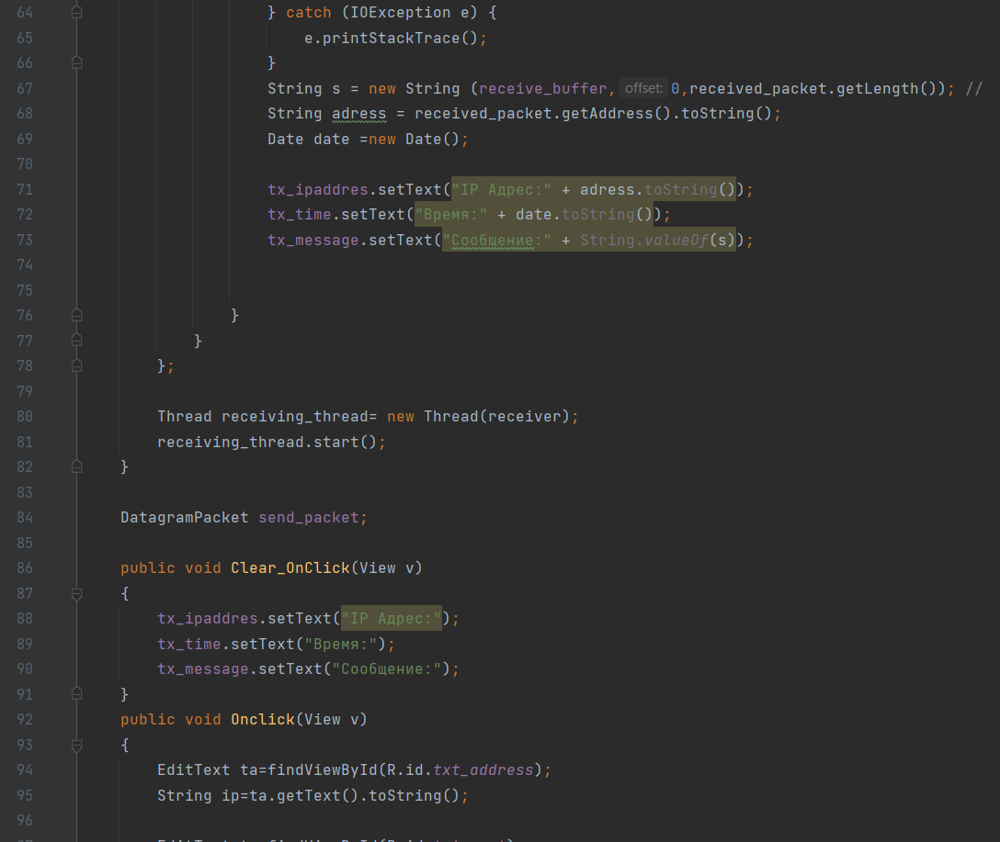 64 } catch (IOException e) {
65 e.printStackTrace();
66 }
67 String s = new String (receive_buffer, offset: 0,received_packet.getLength()); //
68 String adress = received_packet.getAddress().toString();
69 Date date =new Date();
70
71 tx_ipaddres.setText("IP Адрес:" + adress.toString());
72 tx_time.setText("Время:" + date.toString());
73 tx_message.setText("Сообщение:" + String.valueOf(s));
74
75
76 }
77 }
78 };
79
80 Thread receiving_thread= new Thread(receiver);
81 receiving_thread.start();
82 }
83
84 DatagramPacket send_packet;
85
86 public void Clear_OnClick(View v)
87 {
88 tx_ipaddres.setText("IP Адрес:");
89 tx_time.setText("Время:");
90 tx_message.setText("Сообщение:");
91 }
92 public void Onclick(View v)
93 {
94 EditText ta=findViewById(R.id.txt_address);
95 String ip=ta.getText().toString();
96